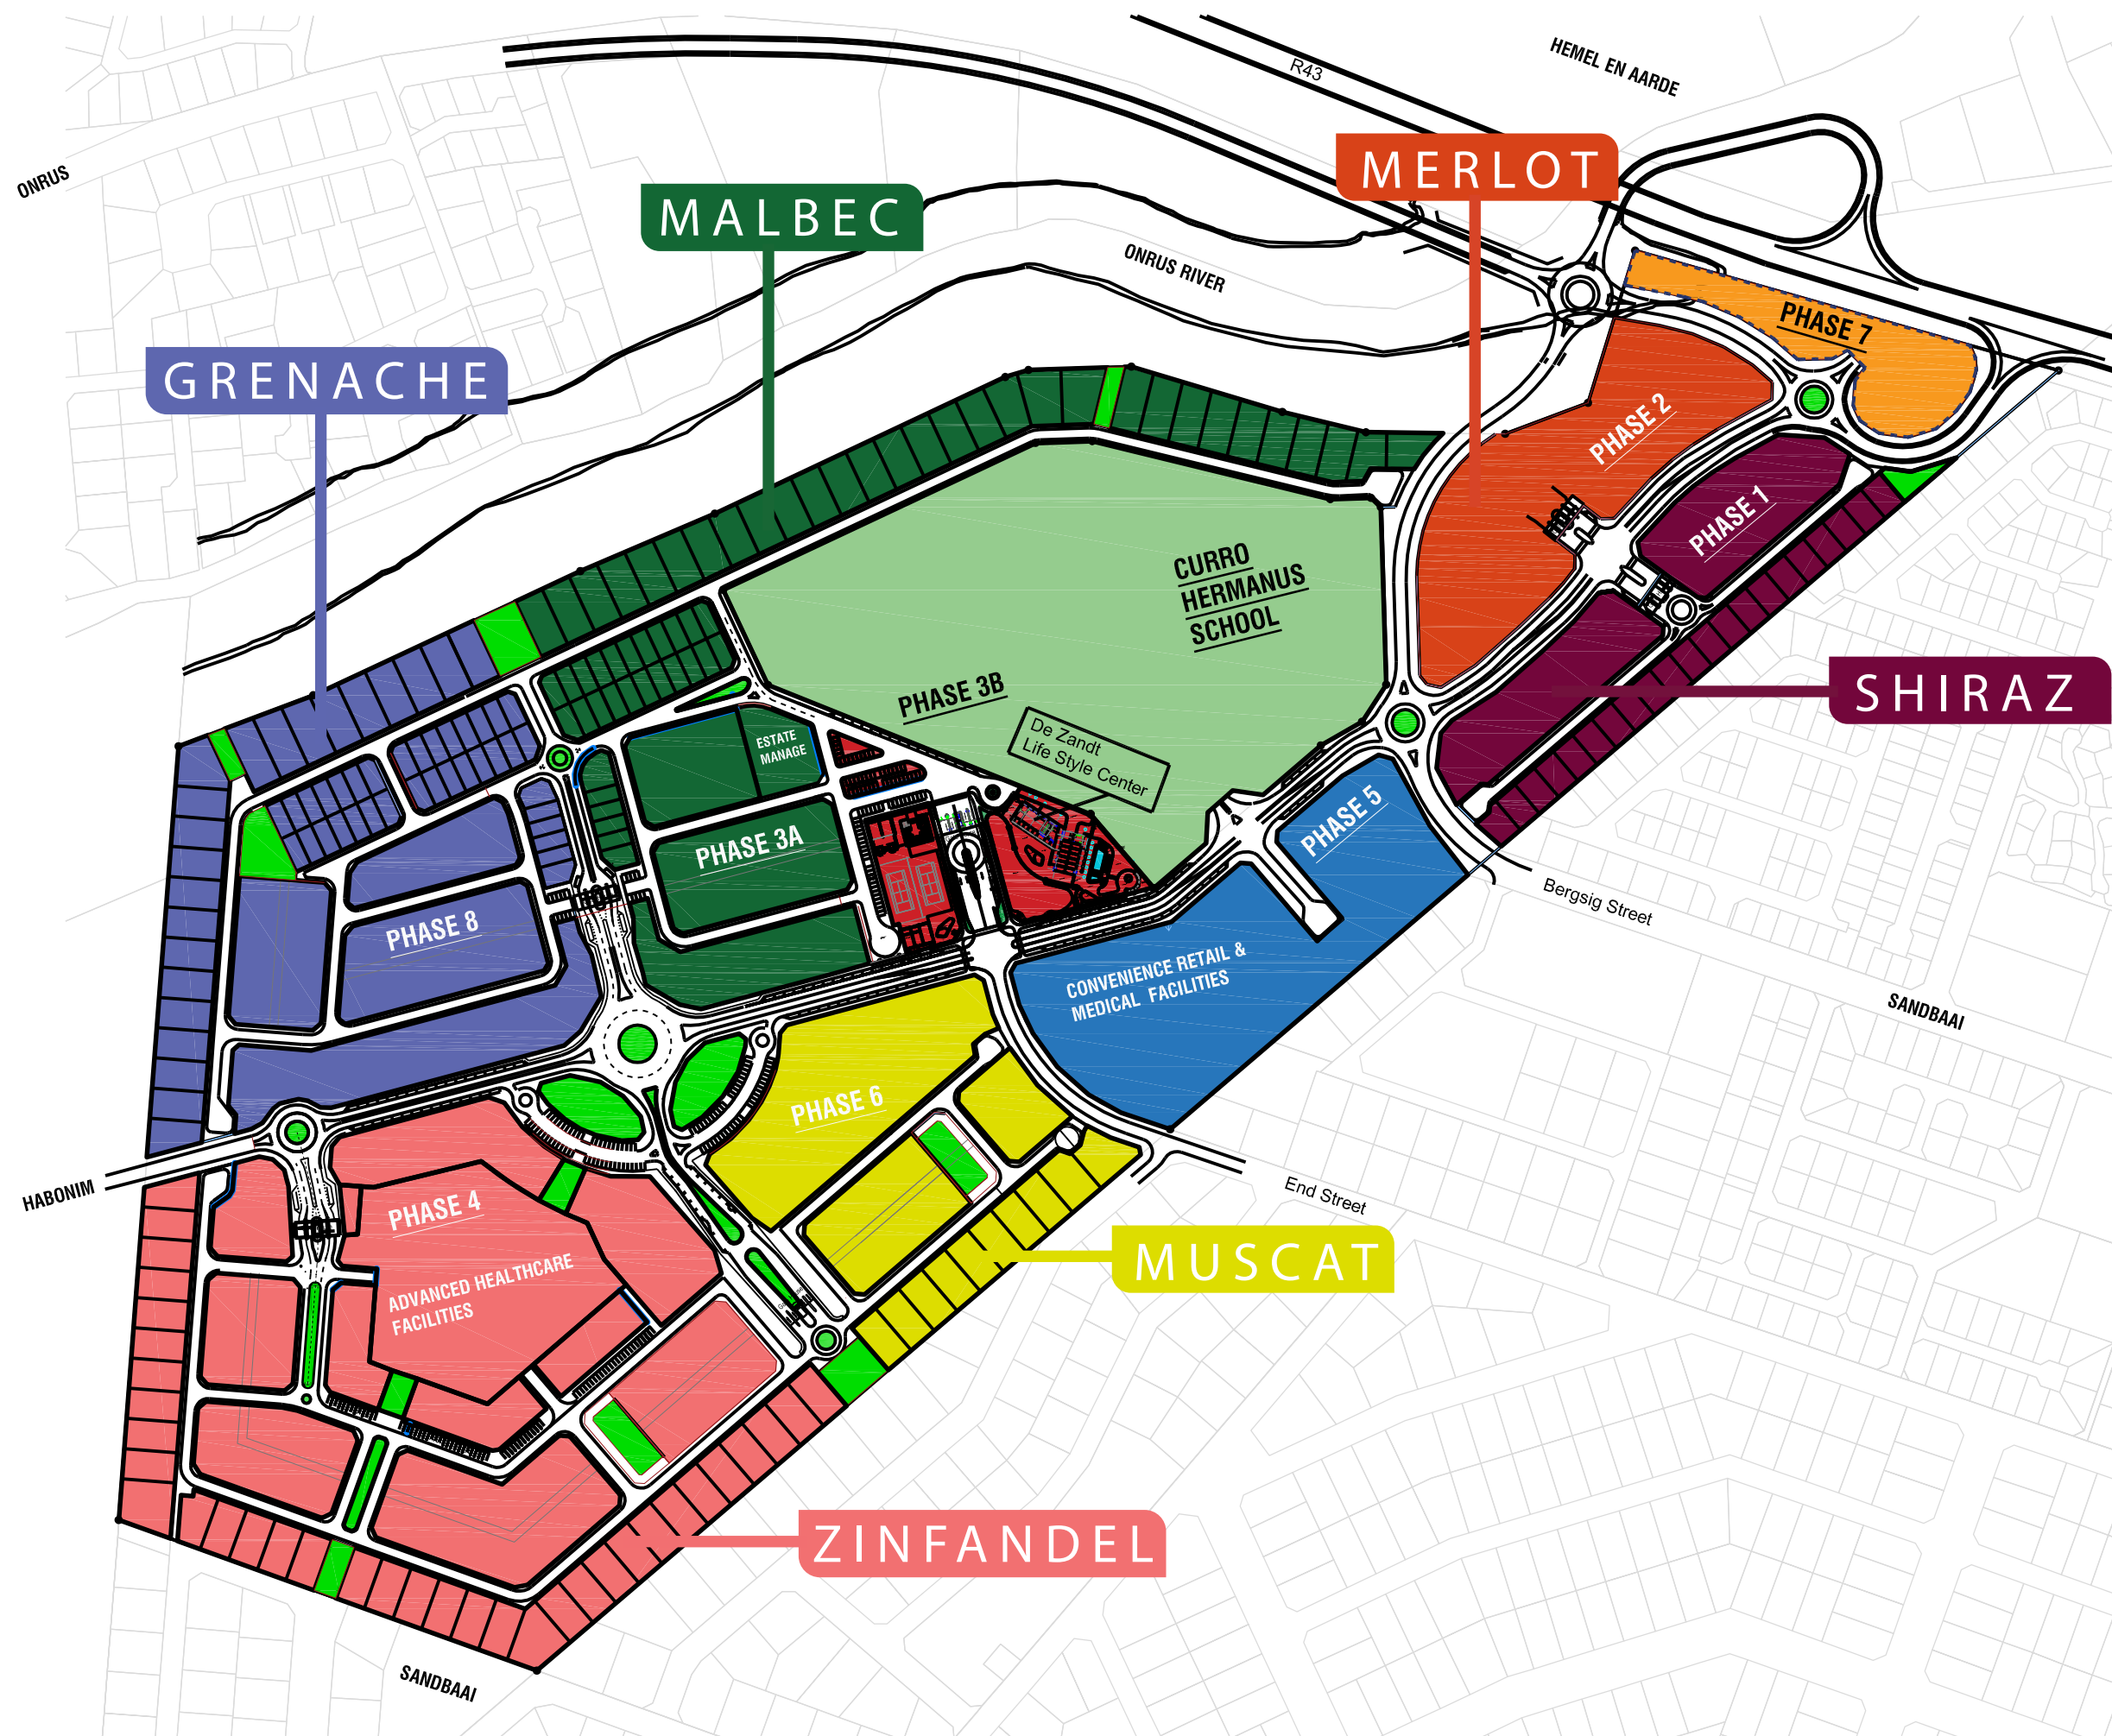 HEMEL EN AARDE
R43
MERLOT
ONRUS
MALBEC
ONRUS RIVER
PHASE 7
GRENACHE
PHASE 2
PHASE 1
CURRO
HERMANUS
SCHOOL
SHIRAZ
PHASE 3B
De Zandt
Life Style Center
ESTATE
MANAGE
PHASE 5
PHASE 3A
Bergsig Street
PHASE 8
CONVENIENCE RETAIL &
MEDICAL FACILITIES
SANDBAAI
PHASE 6
HABONIM
PHASE 4
End Street
MUSCAT
ADVANCED HEALTHCARE
FACILITIES
ZINFANDEL
SANDBAAI